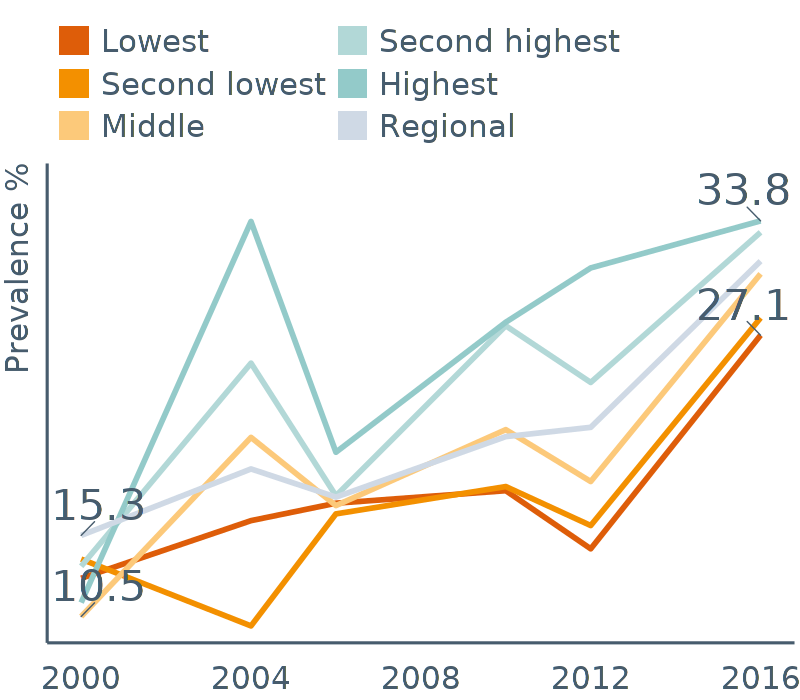 Lowest
Second lowest
Middle
Second highest
Highest
Regional
Prevalence %
33.8
27.1
15.3
10.5
2000 2004 2008 2012 2016